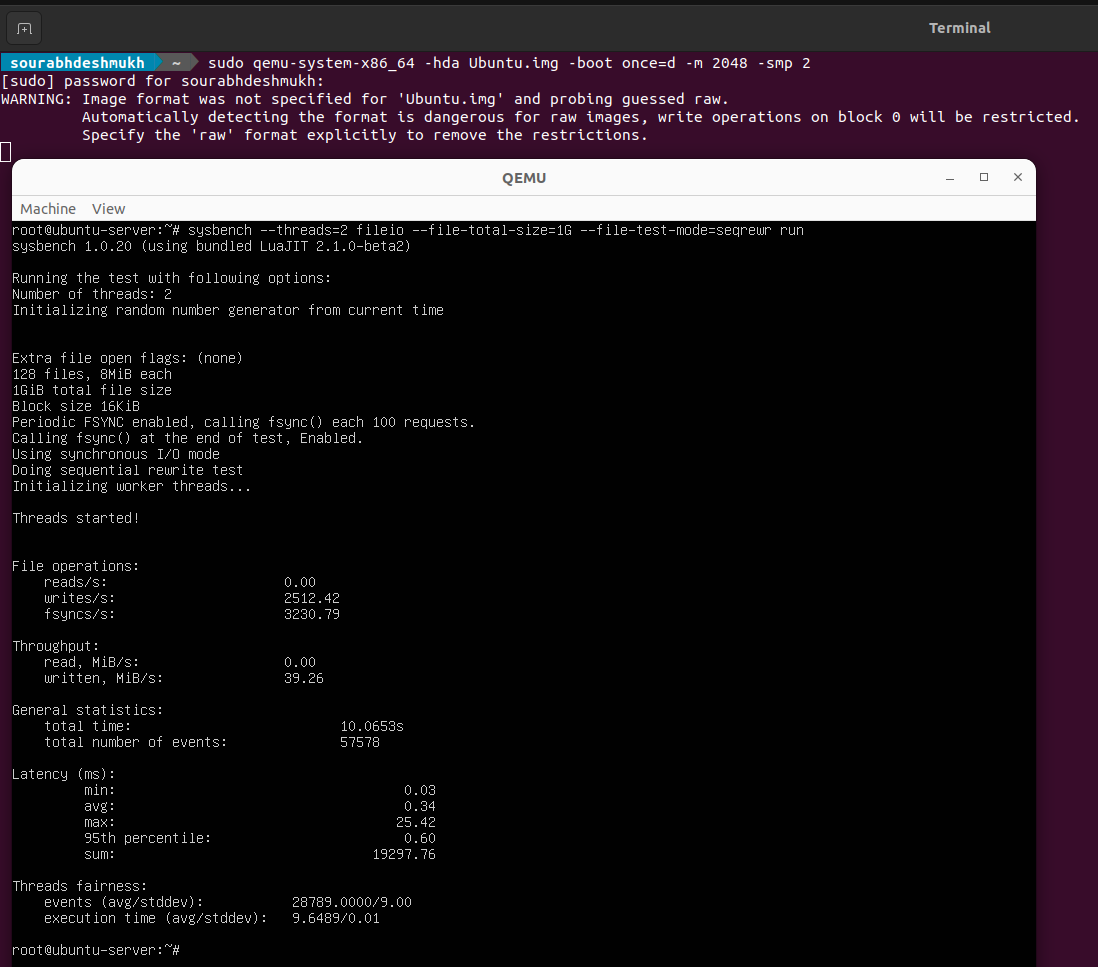 Terminal
sourabhdeshmukh ~ sudo qemu-system-x86_64 -hda Ubuntu.img -boot once=d -m 2048 -smp 2
[sudo] password for sourabhdeshmukh:
WARNING: Image format was not specified for 'Ubuntu.img' and probing guessed raw.
Automatically detecting the format is dangerous for raw images, write operations on block 0 will be restricted.
Specify the 'raw' format explicitly to remove the restrictions.
QEMU
Machine View
root@ubuntu-server:~# sysbench --threads=2 fileio --file-total-size=1G --file-test-mode=seqrewr run
sysbench 1.0.20 (using bundled LuaJIT 2.1.0-beta2)
Running the test with following options:
Number of threads: 2
Initializing random number generator from current time
Extra file open flags: (none)
128 files, 8MiB each
1GiB total file size
Block size 16KiB
Periodic FSYNC enabled, calling fsync() each 100 requests.
Calling fsync() at the end of test, Enabled.
Using synchronous I/O mode
Doing sequential rewrite test
Initializing worker threads...
Threads started!
File operations:
reads/s: 0.00
writes/s: 2512.42
fsyncs/s: 3230.79
Throughput:
read, MiB/s: 0.00
written, MiB/s: 39.26
General statistics:
total time: 10.0653s
total number of events: 57578
Latency (ms):
min: 0.03
avg: 0.34
max: 25.42
95th percentile: 0.60
sum: 19297.76
Threads fairness:
events (avg/stddev): 28789.0000/9.00
execution time (avg/stddev): 9.6489/0.01
root@ubuntu-server:~#